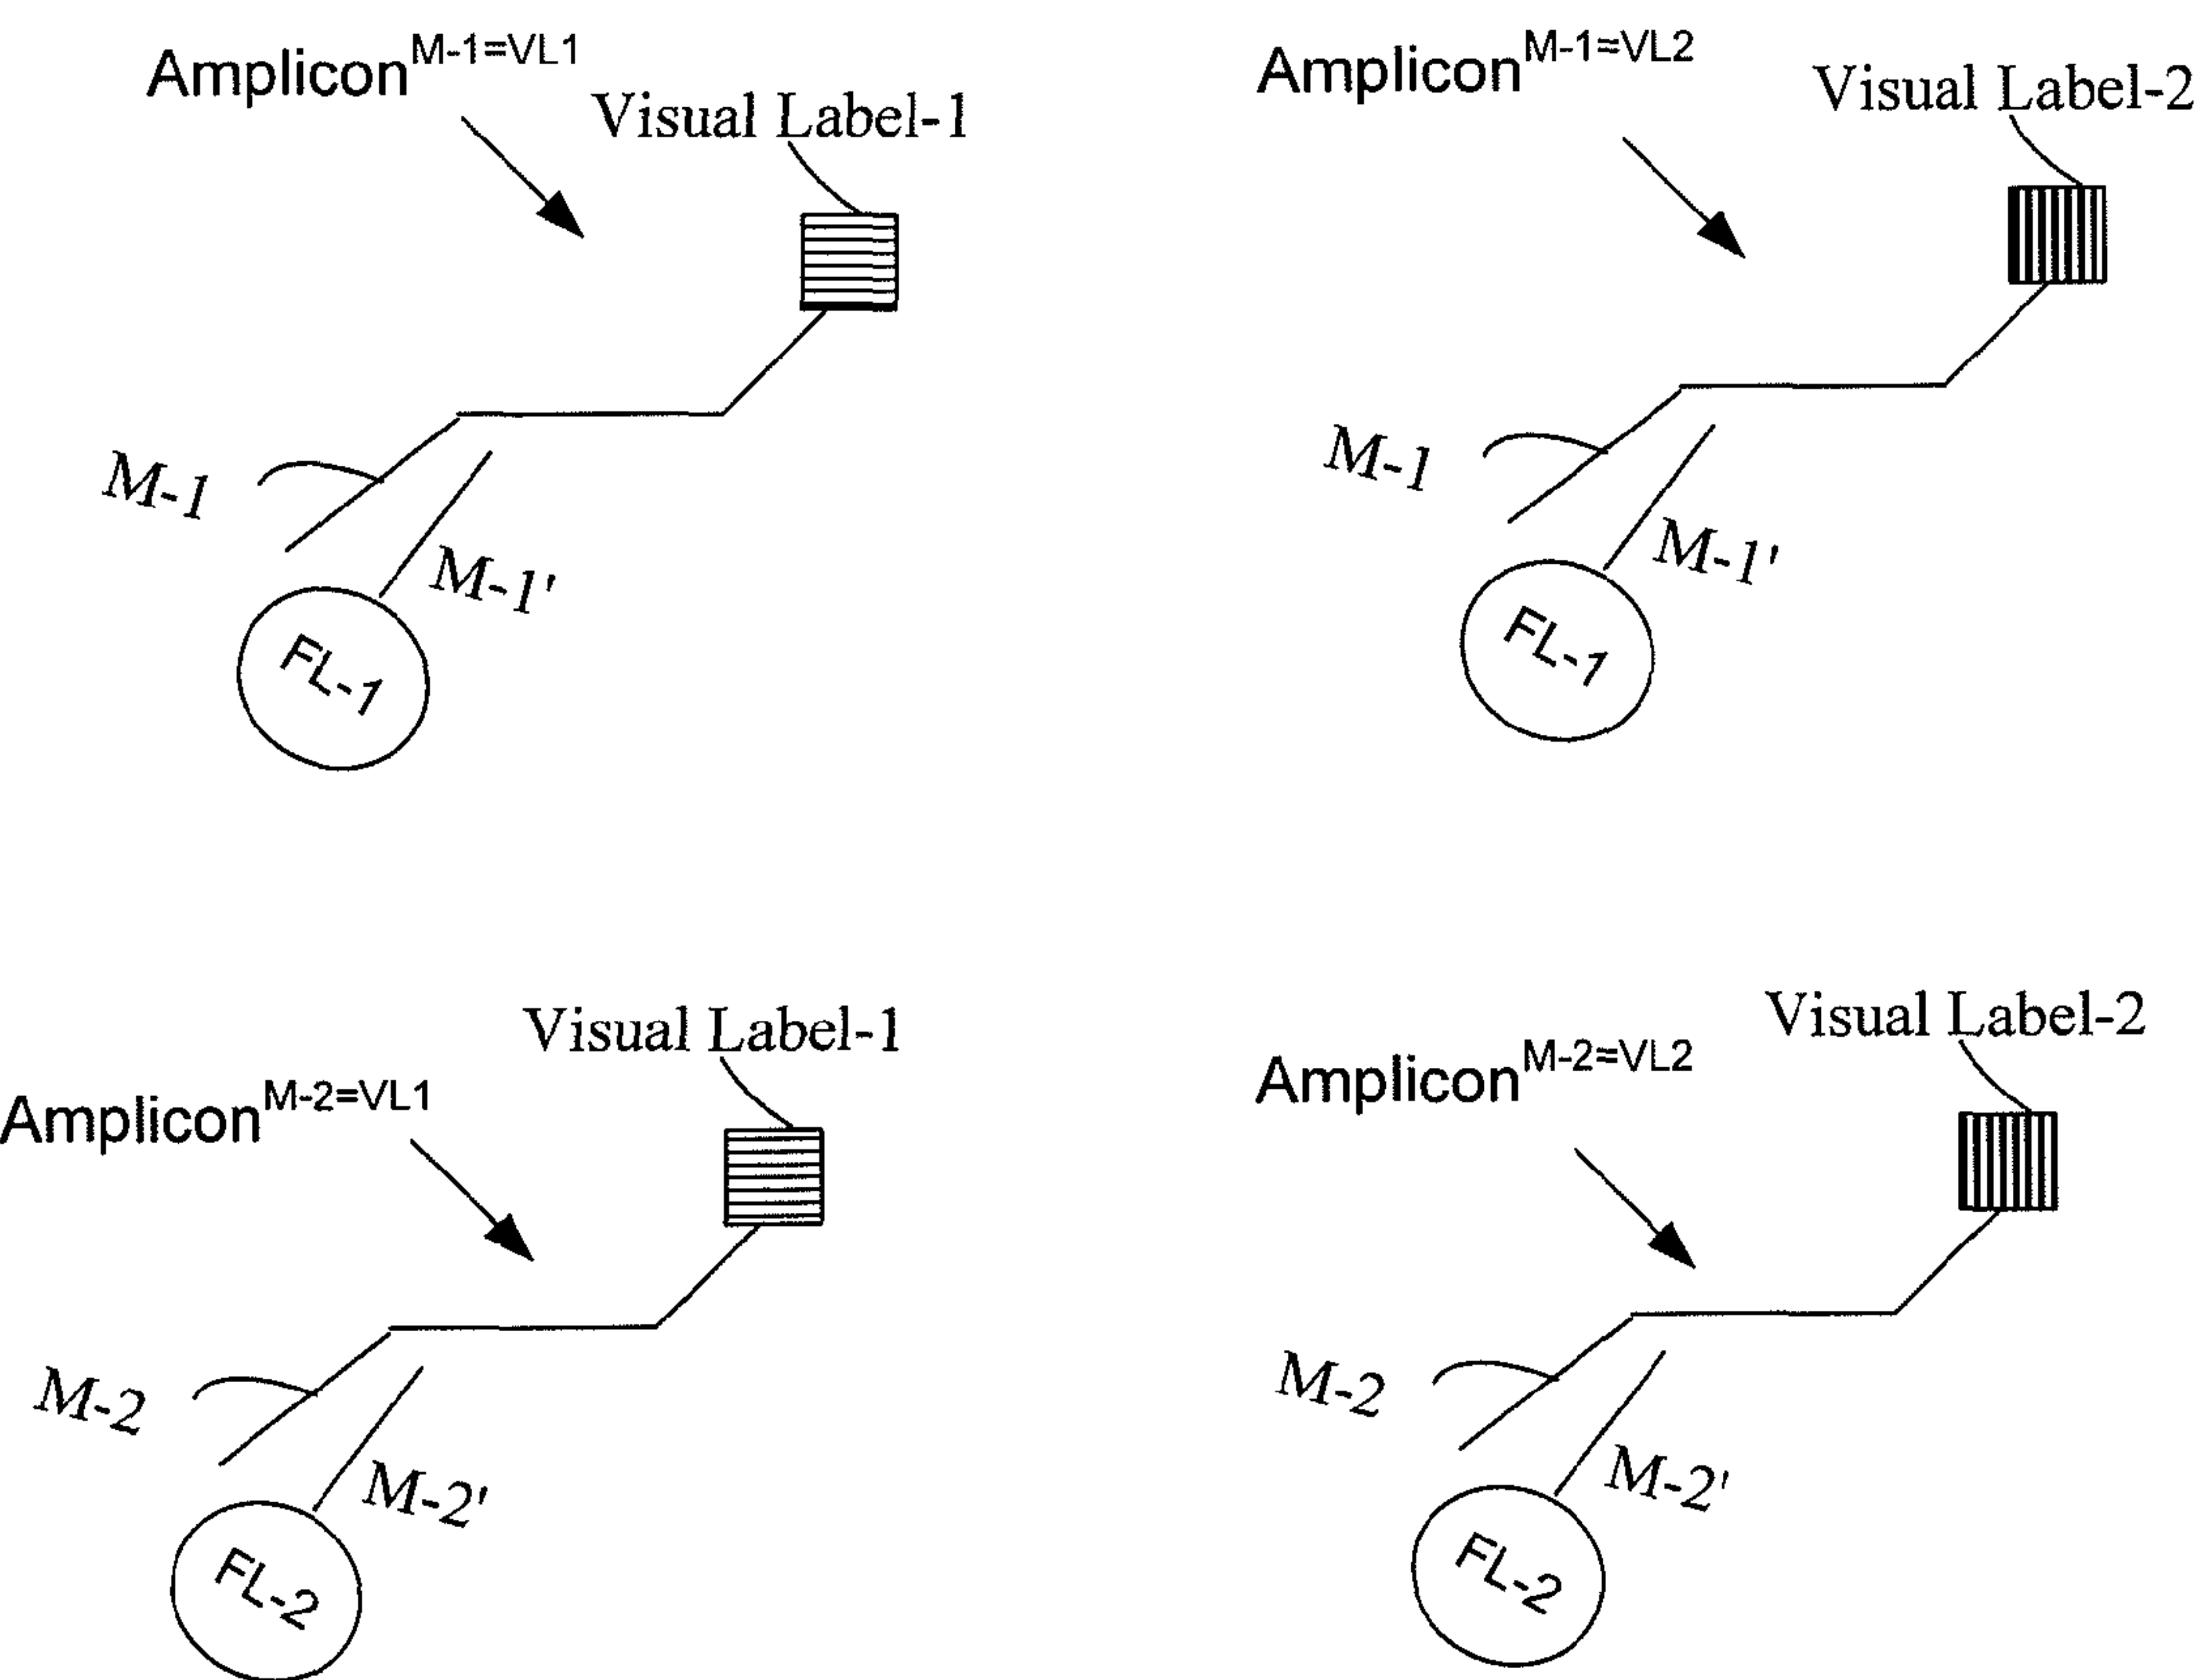 Amplicon^M-1=VL1
Visual Label-1
M-1
M-1'
FL-1
Amplicon^M-1=VL2
Visual Label-2
M-1
M-1'
FL-1
Visual Label-1
Amplicon^M-2=VL1
M-2
M-2'
FL-2
Visual Label-2
Amplicon^M-2=VL2
M-2
M-2'
FL-2